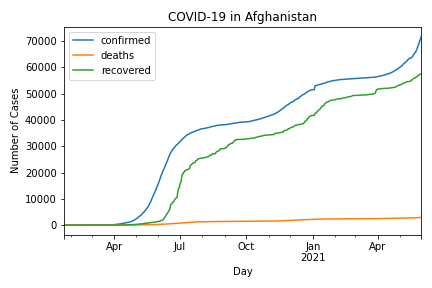 COVID-19 in Afghanistan
confirmed
deaths
recovered
Number of Cases
70000
60000
50000
40000
30000
20000
10000
0
Apr
Jul
Oct
Jan
2021
Apr
Day